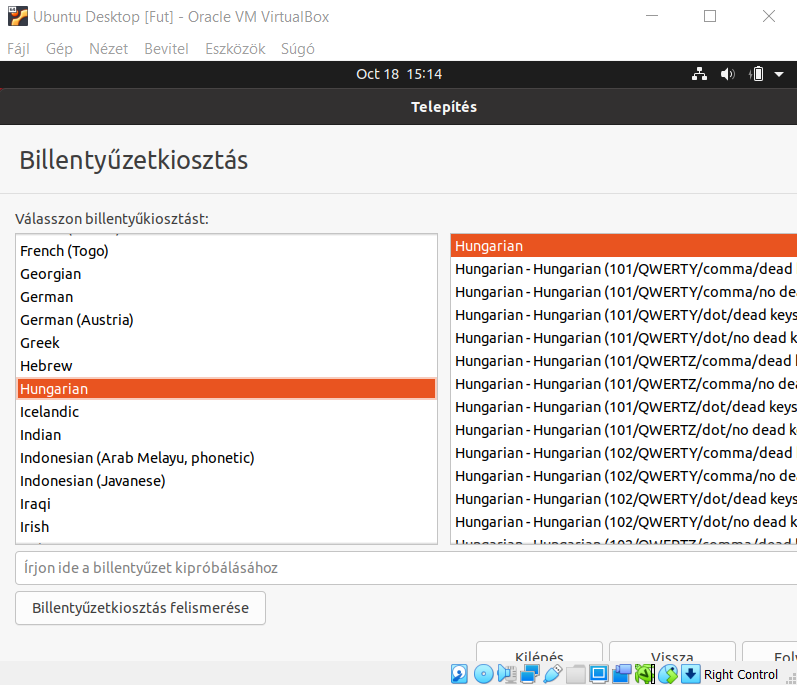 Ubuntu Desktop [Fut] - Oracle VM VirtualBox
Fájl Gép Nézet Bevitel Eszközök Súgó
Oct 18 15:14
Telepítés
Billentyűzetkiosztás
Válasszon billentyűkiosztást:
French (Togo)
Georgian
German
German (Austria)
Greek
Hebrew
Hungarian
Icelandic
Indian
Indonesian (Arab Melayu, phonetic)
Indonesian (Javanese)
Iraqi
Irish
Hungarian
Hungarian - Hungarian (101/QWERTY/comma/dead
Hungarian - Hungarian (101/QWERTY/comma/no
Hungarian - Hungarian (101/QWERTY/dot/dead keys
Hungarian - Hungarian (101/QWERTY/dot/no dead
Hungarian - Hungarian (101/QWERTZ/comma/dead
Hungarian - Hungarian (101/QWERTZ/comma/no
Hungarian - Hungarian (101/QWERTZ/dot/dead keys
Hungarian - Hungarian (101/QWERTZ/dot/no dead
Hungarian - Hungarian (102/QWERTY/comma/dead
Hungarian - Hungarian (102/QWERTY/comma/no
Hungarian - Hungarian (102/QWERTY/dot/dead keys
Hungarian - Hungarian (102/QWERTY/dot/no dead
Írjon ide a billentyűzet kipróbálásához
Billentyűzetkiosztás felismerése
Kilépés Vissza
Right Control